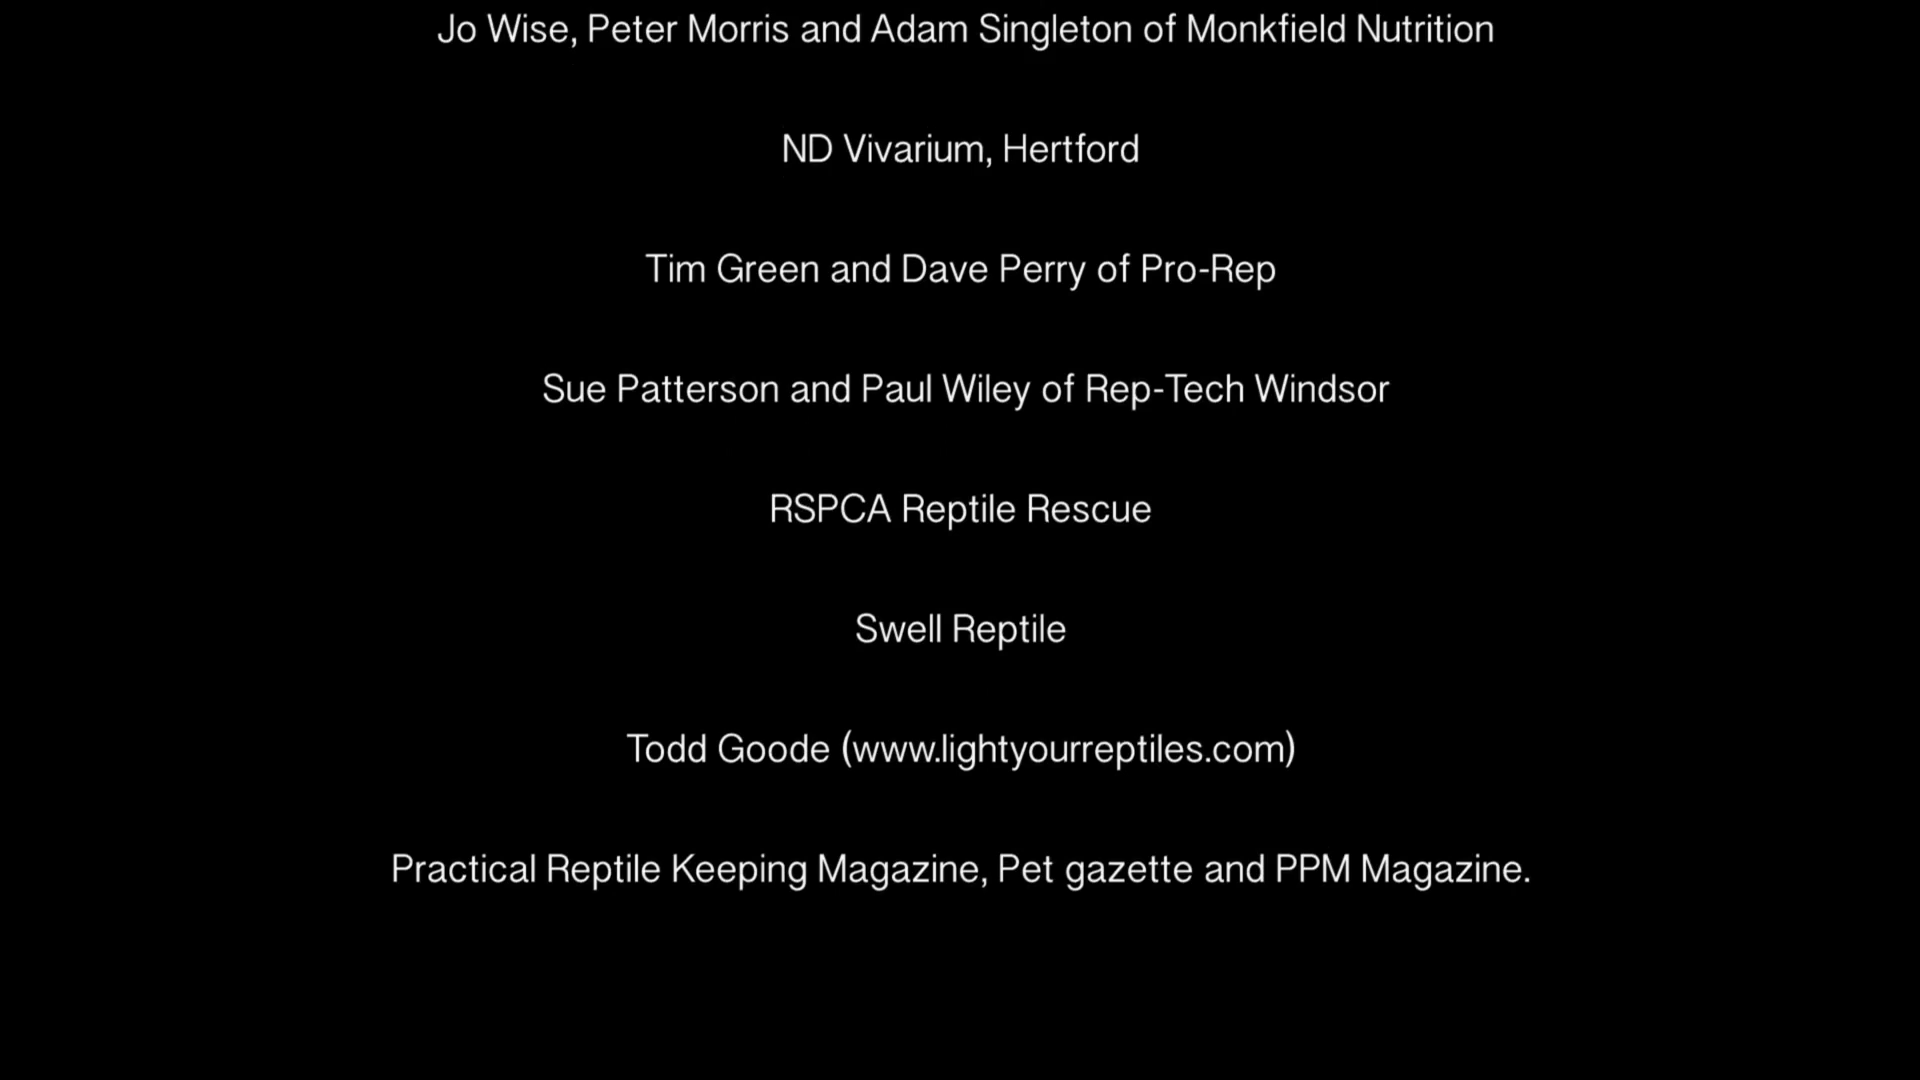 Jo Wise, Peter Morris and Adam Singleton of Monkfield Nutrition
ND Vivarium, Hertford
Tim Green and Dave Perry of Pro-Rep
Sue Patterson and Paul Wiley of Rep-Tech Windsor
RSPCA Reptile Rescue
Swell Reptile
Todd Goode (www.lightyourreptiles.com)
Practical Reptile Keeping Magazine, Pet gazette and PPM Magazine.